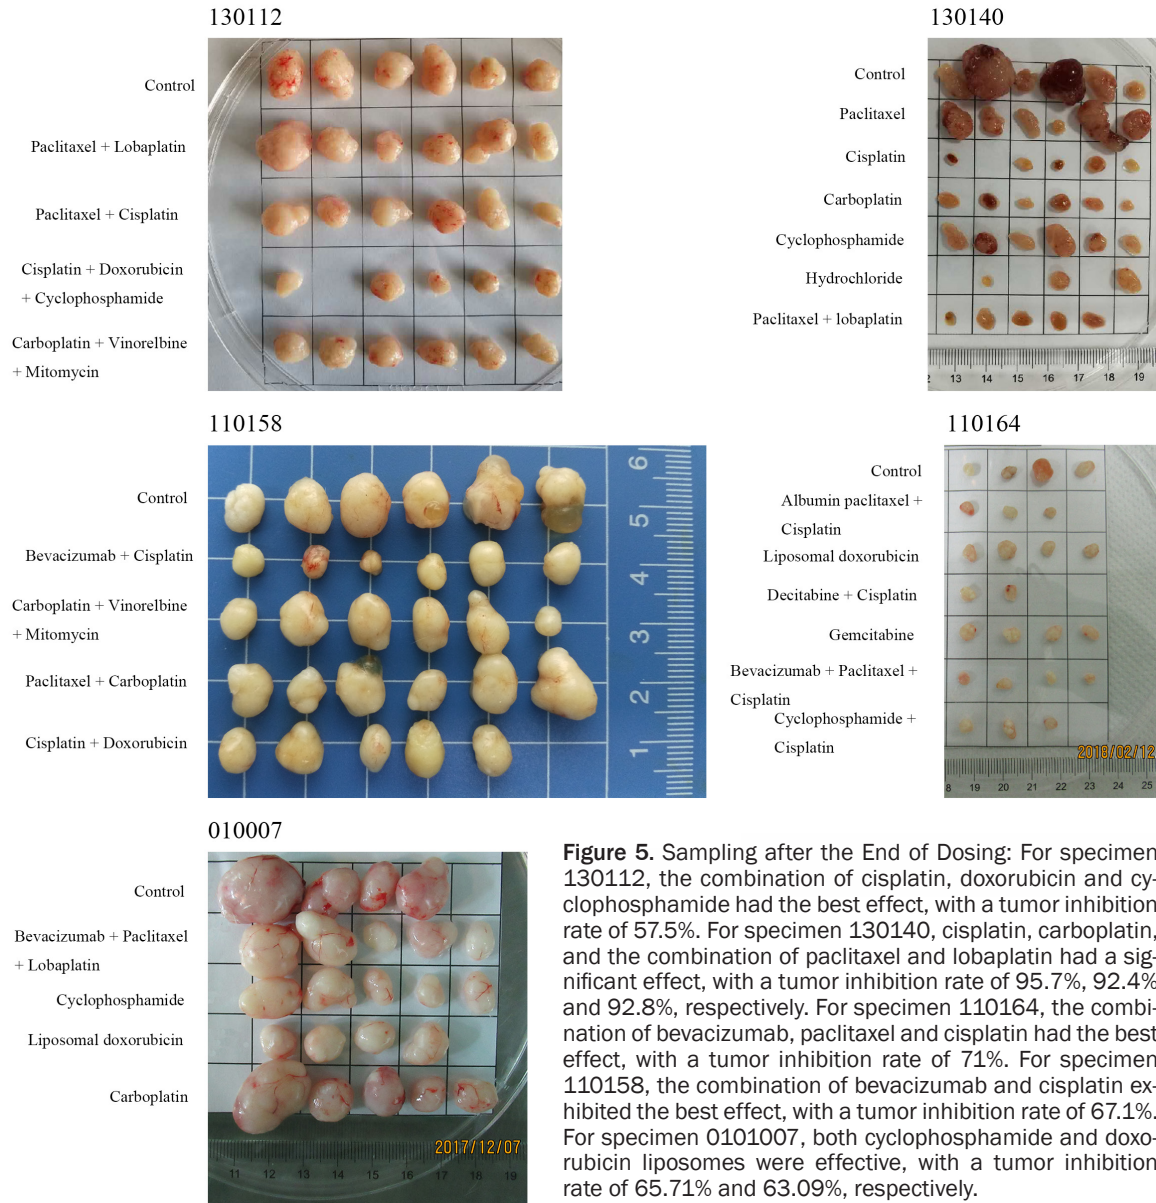 130112
Control
Paclitaxel + Lobaplatin
Paclitaxel + Cisplatin
Cisplatin + Doxorubicin
+ Cyclophosphamide
Carboplatin + Vinorelbine
+ Mitomycin
130140
Control
Paclitaxel
Cisplatin
Carboplatin
Cyclophosphamide
Hydrochloride
Paclitaxel + lobaplatin
13 14 15 16 17 18 19
110158
Control
Bevacizumab + Cisplatin
Carboplatin + Vinorelbine
+ Mitomycin
Paclitaxel + Carboplatin
Cisplatin + Doxorubicin
6
5
4
3
2
1
110164
Control
Albumin paclitaxel +
Cisplatin
Liposomal doxorubicin
Decitabine + Cisplatin
Gemcitabine
Bevacizumab + Paclitaxel +
Cisplatin
Cyclophosphamide +
Cisplatin
2018/02/12
8 19 20 21 22 23 24 25
010007
Control
Bevacizumab + Paclitaxel
+ Lobaplatin
Cyclophosphamide
Liposomal doxorubicin
Carboplatin
2017/12/07
11 12 13 14 15 16 17 18 19
Figure 5. Sampling after the End of Dosing: For specimen
130112, the combination of cisplatin, doxorubicin and cy-
clophosphamide had the best effect, with a tumor inhibition
rate of 57.5%. For specimen 130140, cisplatin, carboplatin,
and the combination of paclitaxel and lobaplatin had a sig-
nificant effect, with a tumor inhibition rate of 95.7%, 92.4%
and 92.8%, respectively. For specimen 110164, the combi-
nation of bevacizumab, paclitaxel and cisplatin had the best
effect, with a tumor inhibition rate of 71%. For specimen
110158, the combination of bevacizumab and cisplatin ex-
hibited the best effect, with a tumor inhibition rate of 67.1%.
For specimen 0101007, both cyclophosphamide and doxo-
rubicin liposomes were effective, with a tumor inhibition
rate of 65.71% and 63.09%, respectively.